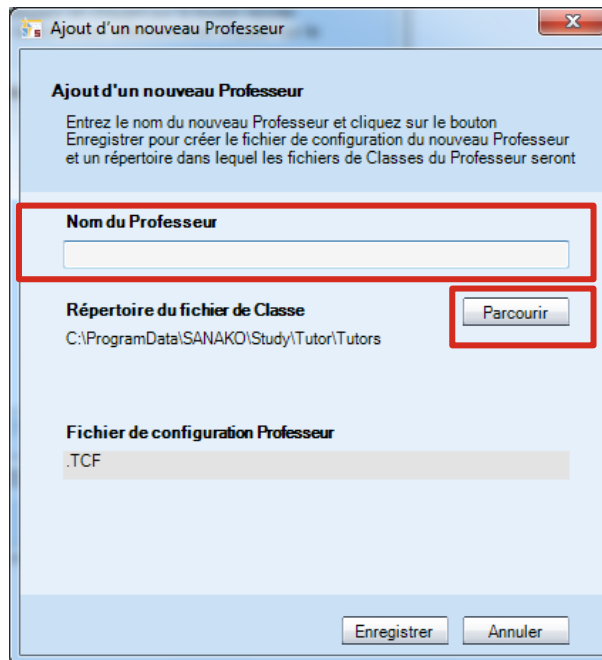 Ajout d'un nouveau Professeur
Ajout d'un nouveau Professeur
Entrez le nom du nouveau Professeur et cliquez sur le bouton
Enregistrer pour créer le fichier de configuration du nouveau Professeur
et un répertoire dans lequel les fichiers de Classes du Professeur seront
Nom du Professeur
Répertoire du fichier de Classe
Parcourir
C:\ProgramData\SANAKO\Study\Tutor\Tutors
Fichier de configuration Professeur
.TCF
Enregistrer
Annuler